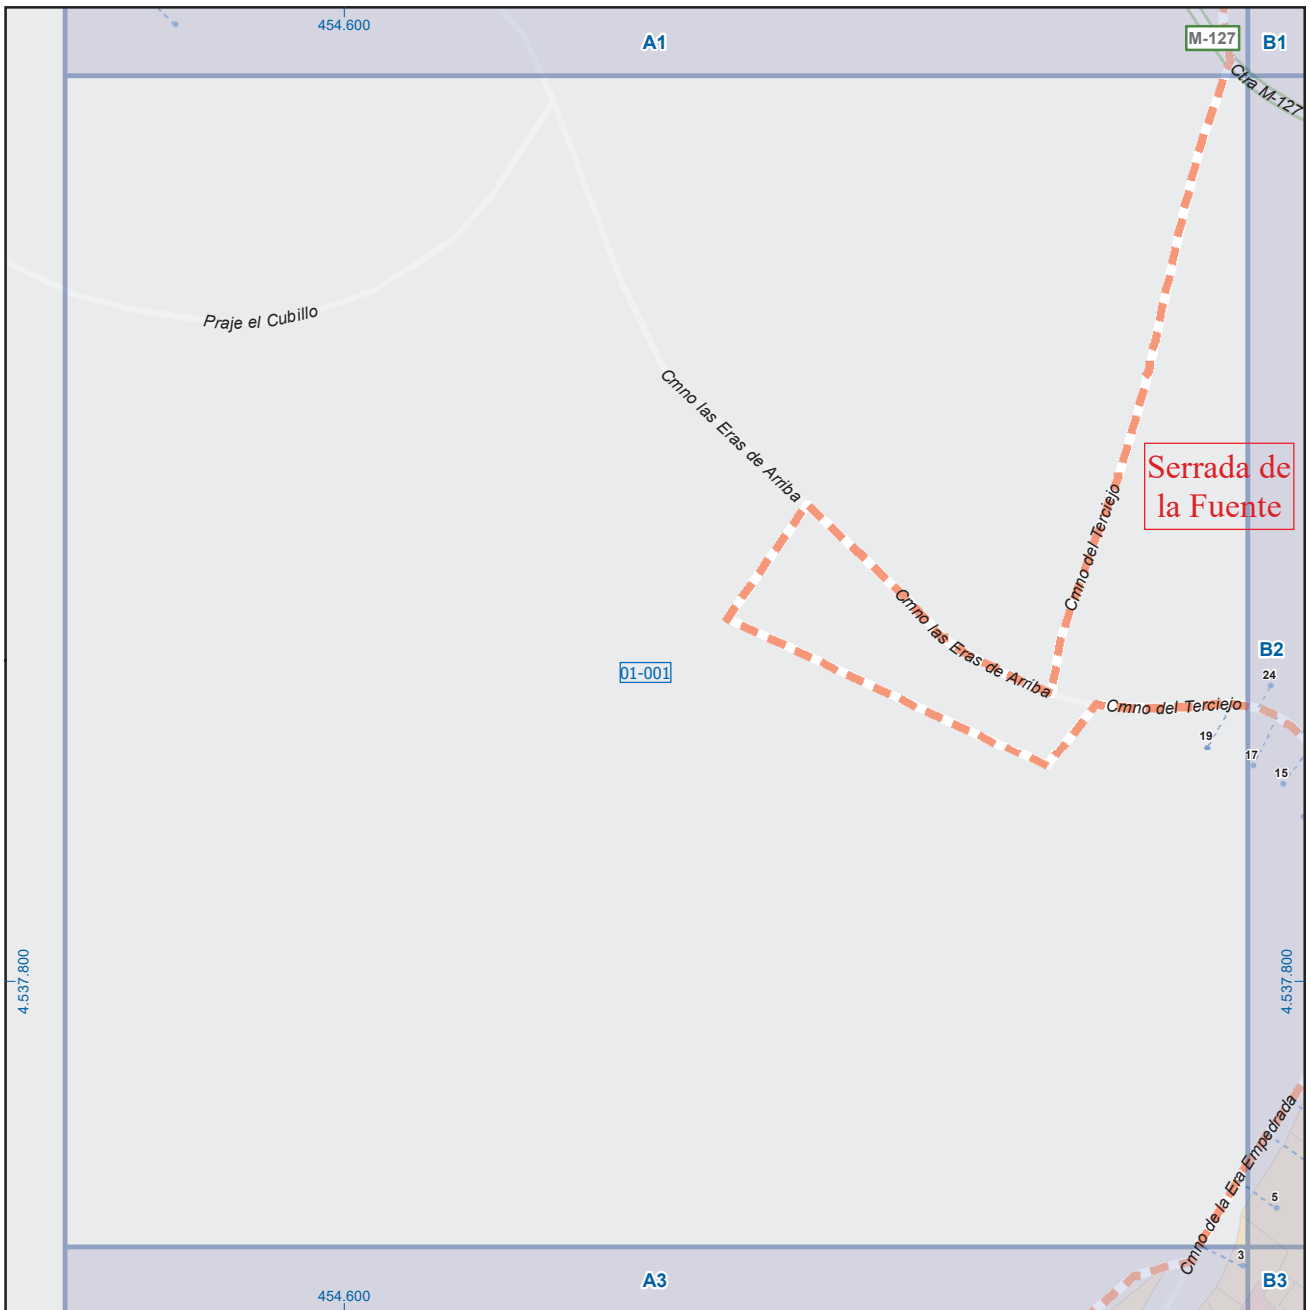 454.600
A1
M-127
B1
Ctra M-127
Praje el Cubillo
Cmno las Eras de Arriba
Serrada de
la Fuente
Cmno del Terciejo
Cmno las Eras de Arriba
B2
01-001
24
Cmno del Terciejo
19
17
15
4.537.800
4.537.800
Cmno de la Era Empedrada
5
3
A3
B3
454.600